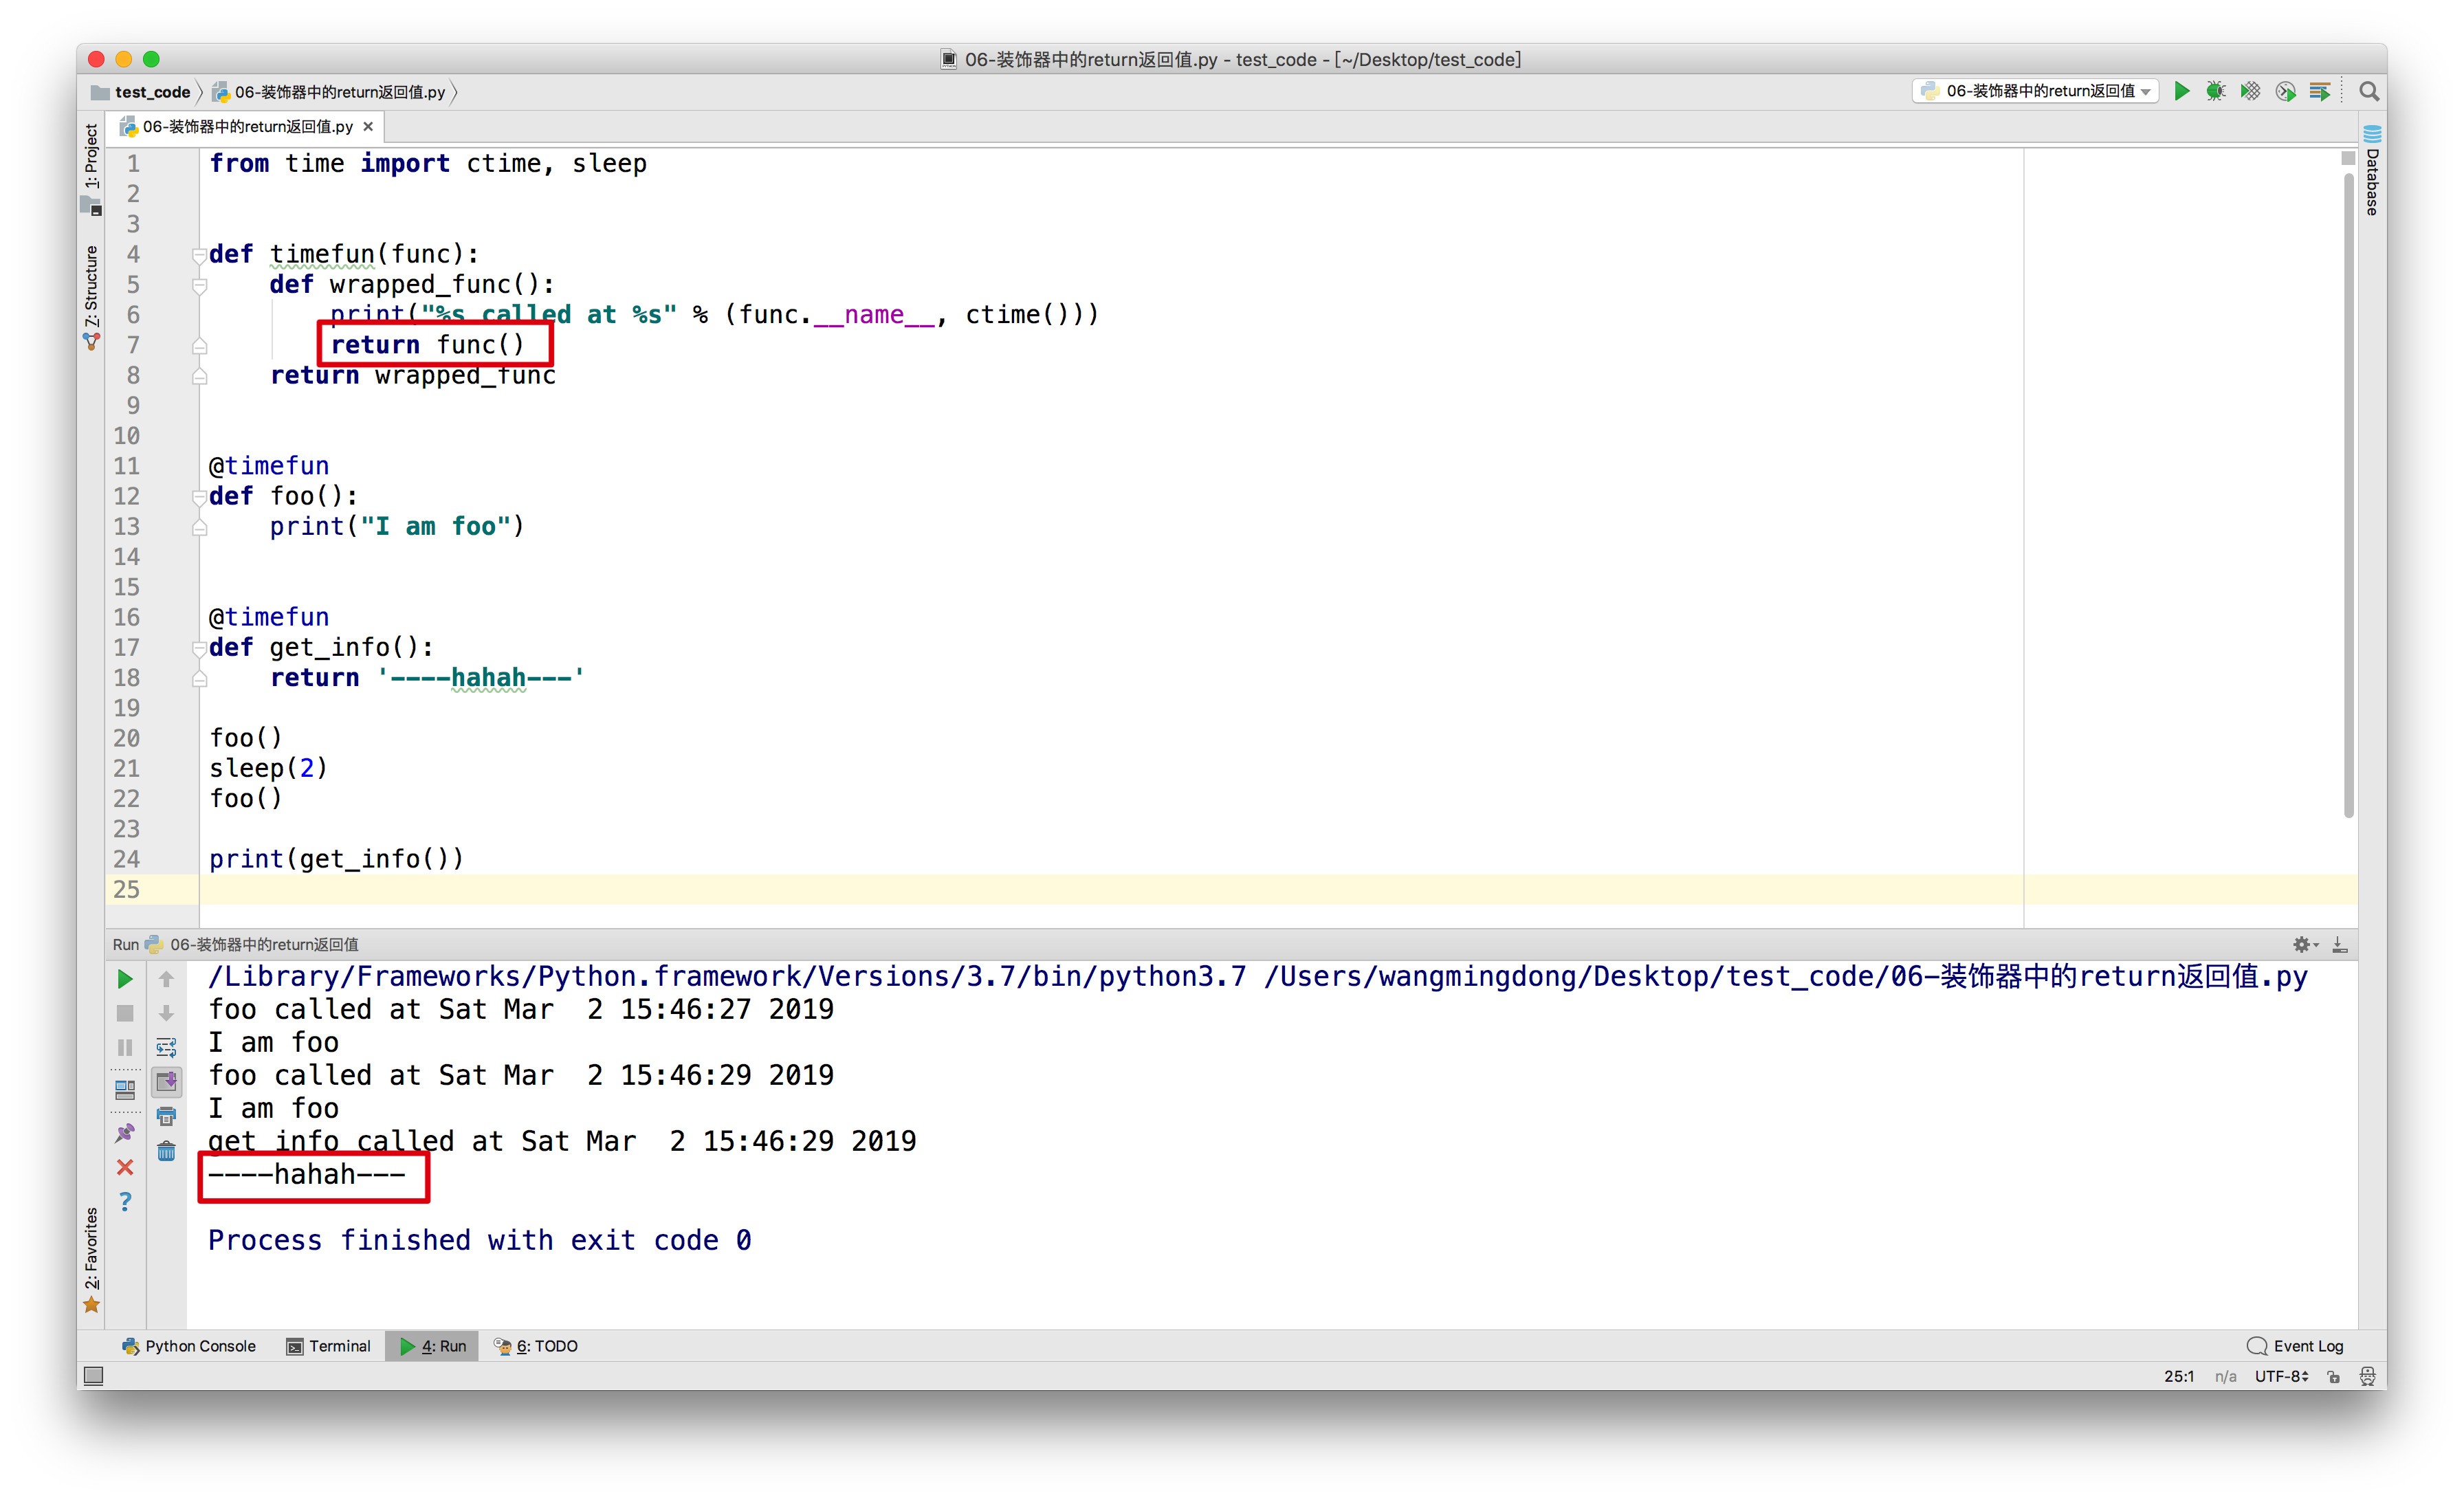 06-装饰器中的return返回值.py - test_code - [~/Desktop/test_code]
test_code 06-装饰器中的return返回值.py 06-装饰器中的return返回值
06-装饰器中的return返回值.py
1: Project
7: Structure
2: Favorites
Database
1 from time import ctime, sleep
2
3
4 def timefun(func):
5     def wrapped_func():
6         print("%s called at %s" % (func.__name__, ctime()))
7         return func()
8     return wrapped_func
9
10
11 @timefun
12 def foo():
13     print("I am foo")
14
15
16 @timefun
17 def get_info():
18     return '----hahah---'
19
20 foo()
21 sleep(2)
22 foo()
23
24 print(get_info())
25
Run 06-装饰器中的return返回值
/Library/Frameworks/Python.framework/Versions/3.7/bin/python3.7 /Users/wangmingdong/Desktop/test_code/06-装饰器中的return返回值.py
foo called at Sat Mar  2 15:46:27 2019
I am foo
foo called at Sat Mar  2 15:46:29 2019
I am foo
get_info called at Sat Mar  2 15:46:29 2019
----hahah---
Process finished with exit code 0
Python Console Terminal 4: Run 6: TODO Event Log
25:1 n/a UTF-8